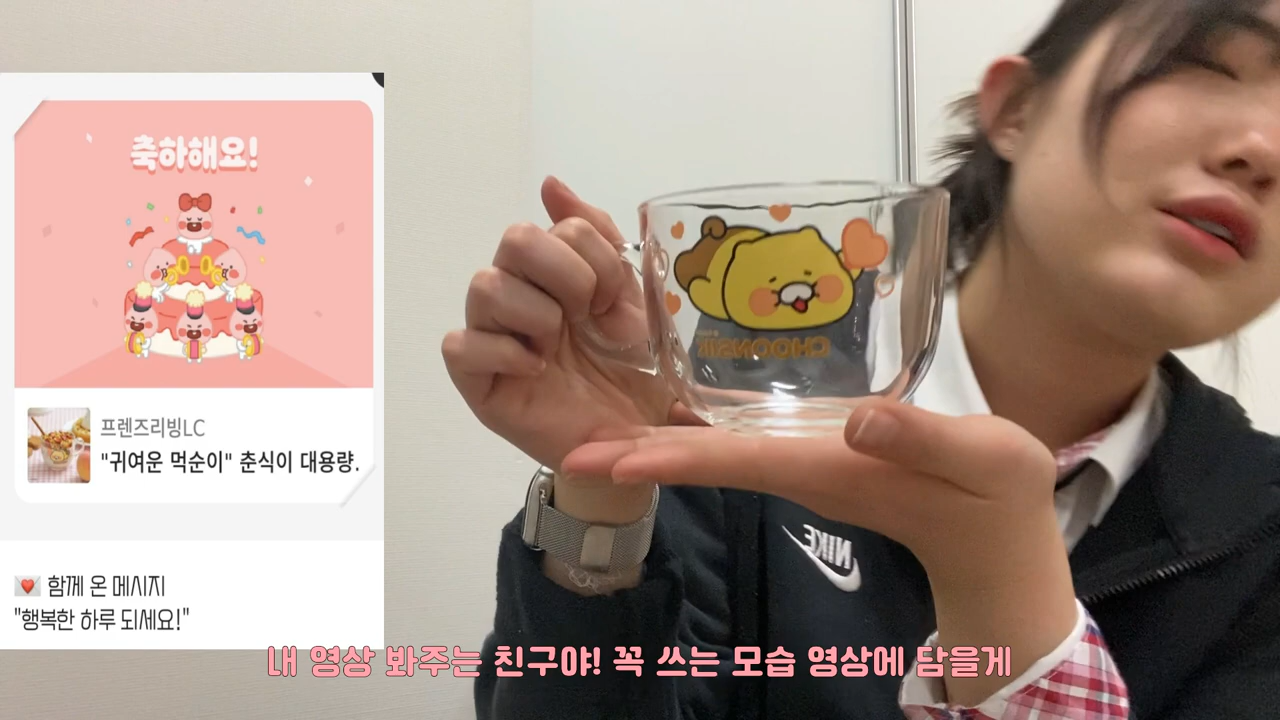 축하해요!
프렌즈리빙LC
"귀여운 먹순이" 춘식이 대용량.
함께 온 메시지
"행복한 하루 되세요!"
CHOONSIK
NIKE
내 영상 봐주는 친구야! 꼭 쓰는 모습 영상에 담을게